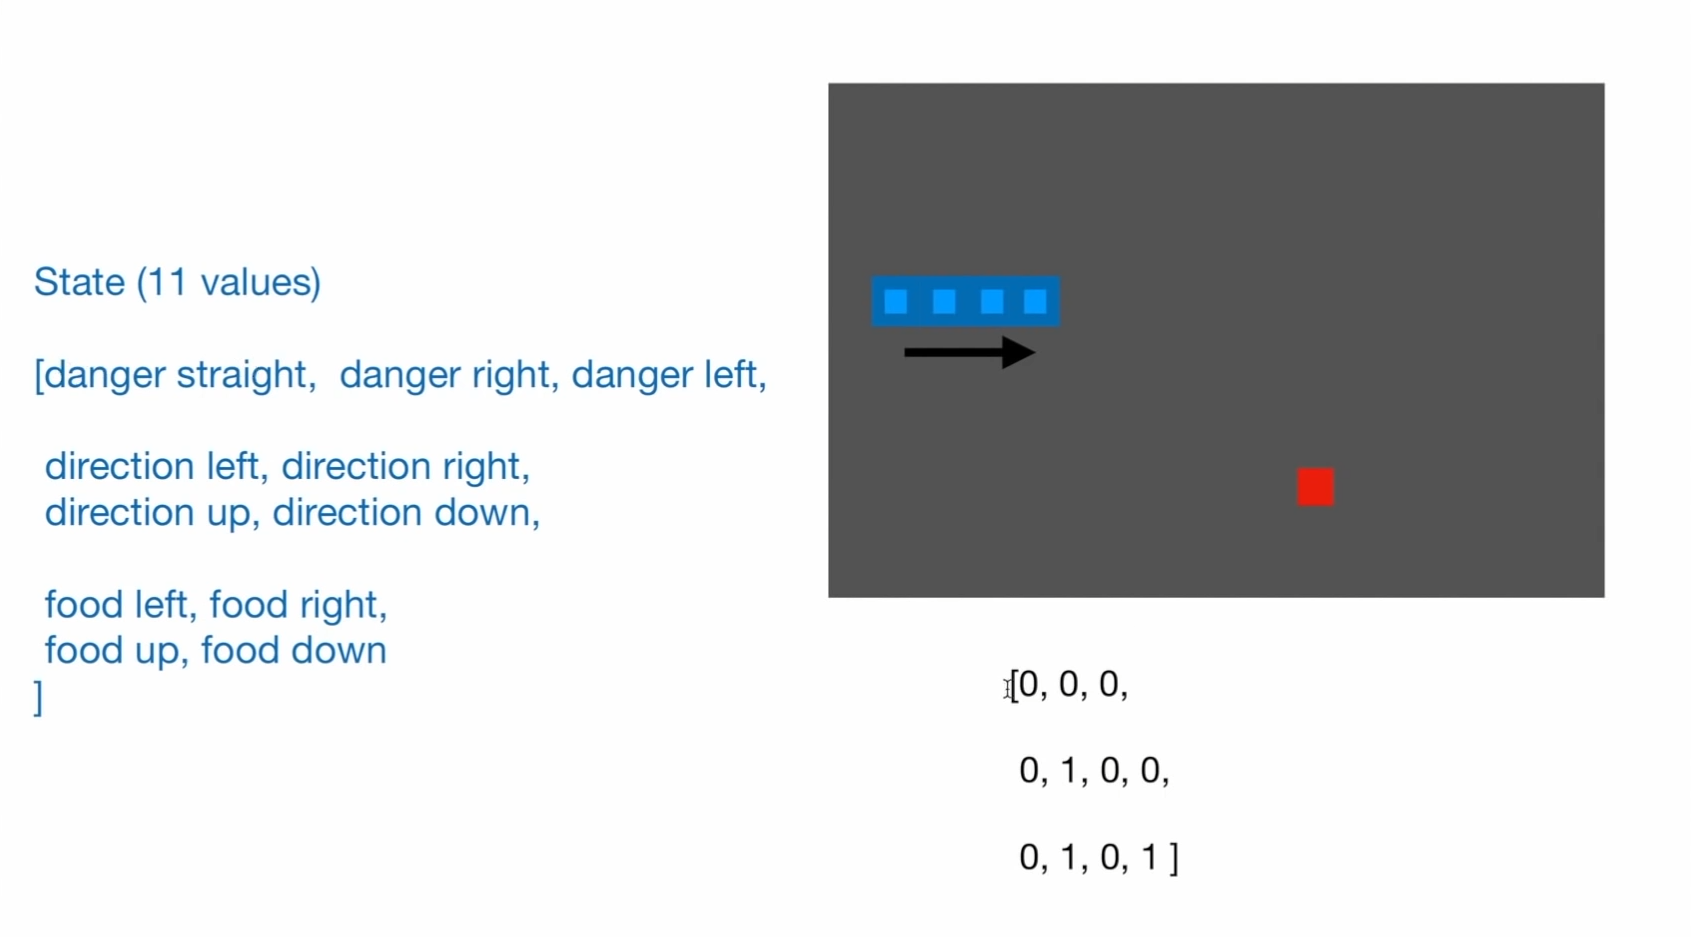 State (11 values)
[danger straight, danger right, danger left,
direction left, direction right,
direction up, direction down,
food left, food right,
food up, food down
]
[0, 0, 0,
0, 1, 0, 0,
0, 1, 0, 1 ]